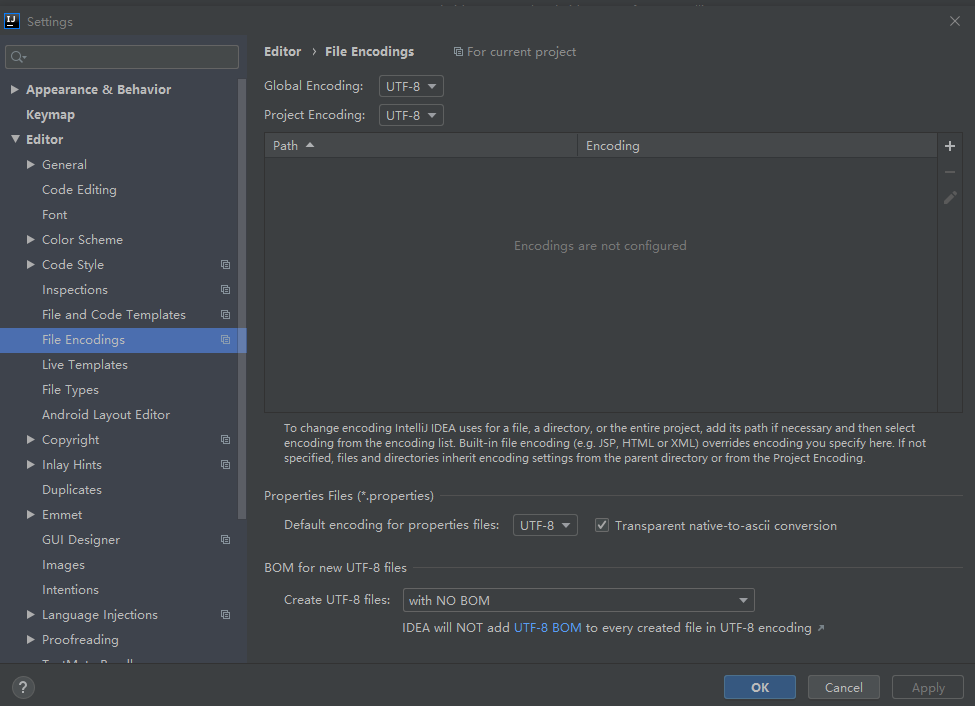 IJ
Settings
Editor › File Encodings
For current project
Appearance & Behavior
Keymap
Editor
General
Code Editing
Font
Color Scheme
Code Style
Inspections
File and Code Templates
File Encodings
Live Templates
File Types
Android Layout Editor
Copyright
Inlay Hints
Duplicates
Emmet
GUI Designer
Images
Intentions
Language Injections
Proofreading
Global Encoding: UTF-8
Project Encoding: UTF-8
Path Encoding
Encodings are not configured
To change encoding IntelliJ IDEA uses for a file, a directory, or the entire project, add its path if necessary and then select
encoding from the encoding list. Built-in file encoding (e.g. JSP, HTML or XML) overrides encoding you specify here. If not
specified, files and directories inherit encoding settings from the parent directory or from the Project Encoding.
Properties Files (*.properties)
Default encoding for properties files: UTF-8 Transparent native-to-ascii conversion
BOM for new UTF-8 files
Create UTF-8 files: with NO BOM
IDEA will NOT add UTF-8 BOM to every created file in UTF-8 encoding ↗
?
OK
Cancel
Apply